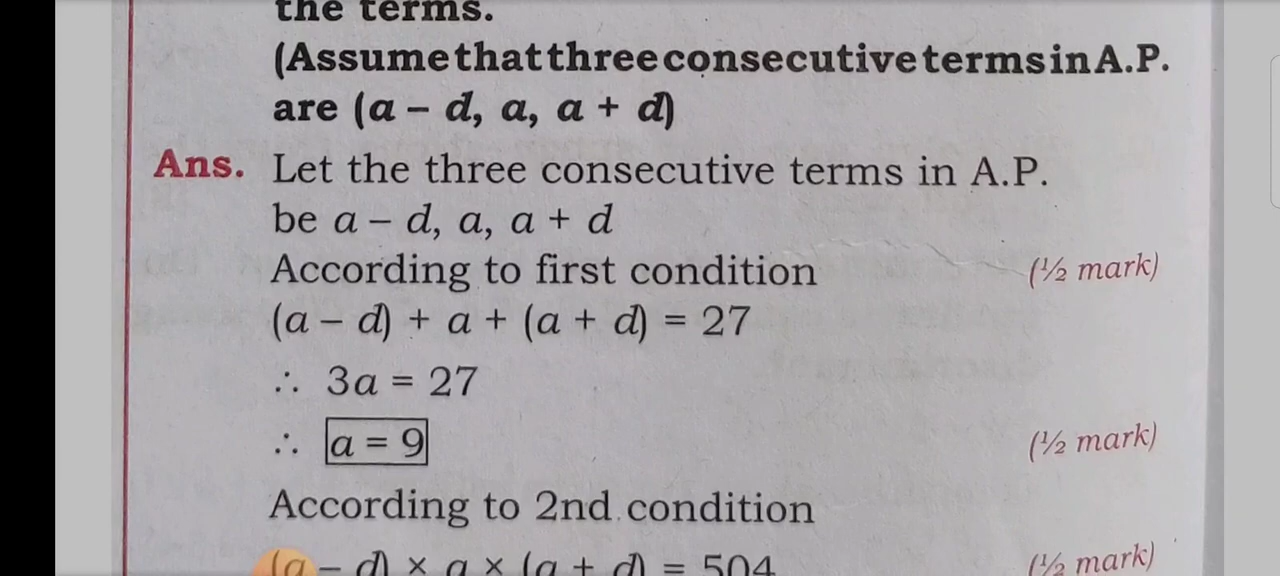 the terms.
(Assume that three consecutive terms in A.P.
are (a – d, a, a + d)
Ans. Let the three consecutive terms in A.P.
be a – d, a, a + d
According to first condition (½ mark)
(a – d) + a + (a + d) = 27
∴ 3a = 27
∴ a = 9 (½ mark)
According to 2nd condition
(a – d) × a × (a + d) = 504 (½ mark)